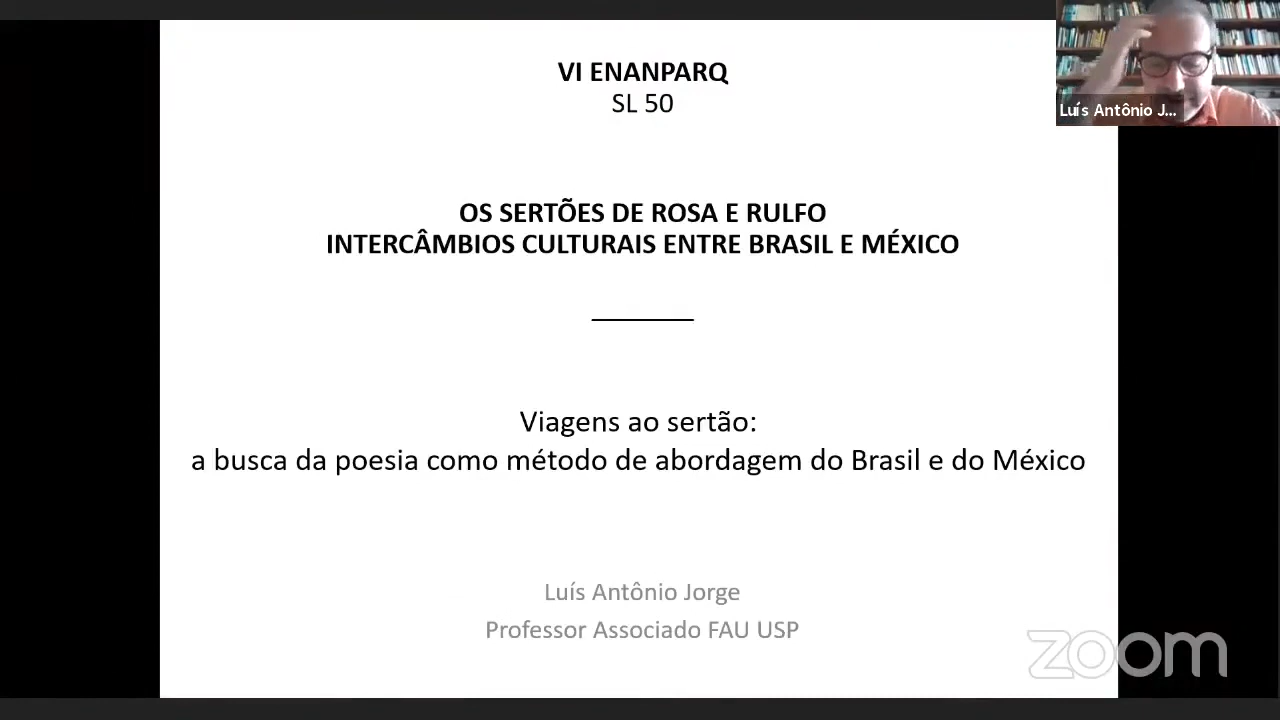 VI ENANPARQ
SL 50
Luís Antônio J...
OS SERTÕES DE ROSA E RULFO
INTERCÂMBIOS CULTURAIS ENTRE BRASIL E MÉXICO
Viagens ao sertão:
a busca da poesia como método de abordagem do Brasil e do México
Luís Antônio Jorge
Professor Associado FAU USP
zoom